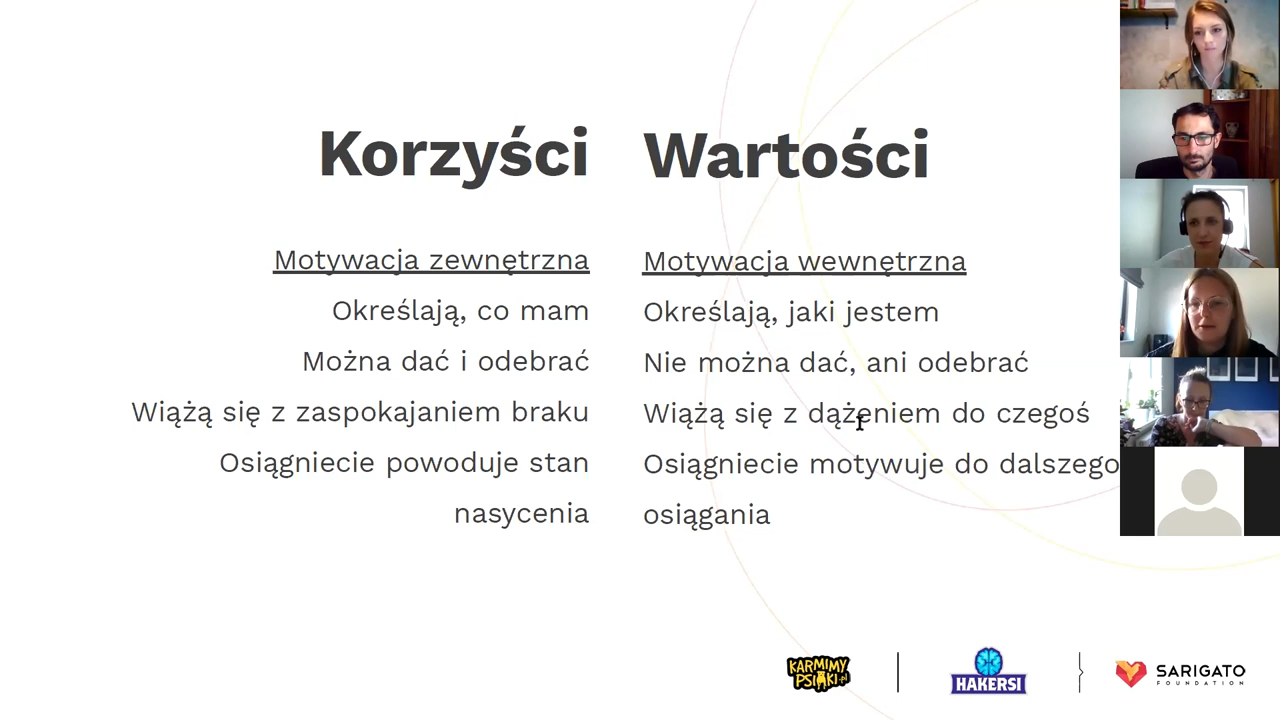 Korzyści
Motywacja zewnętrzna
Określają, co mam
Można dać i odebrać
Wiążą się z zaspokajaniem braku
Osiągniecie powoduje stan
nasycenia
Wartości
Motywacja wewnętrzna
Określają, jaki jestem
Nie można dać, ani odebrać
Wiążą się z dążeniem do czegoś
Osiągniecie motywuje do dalszego
osiągania
KARMIMY
PSIAKI.pl
HAKERSI
SARIGATO
FOUNDATION